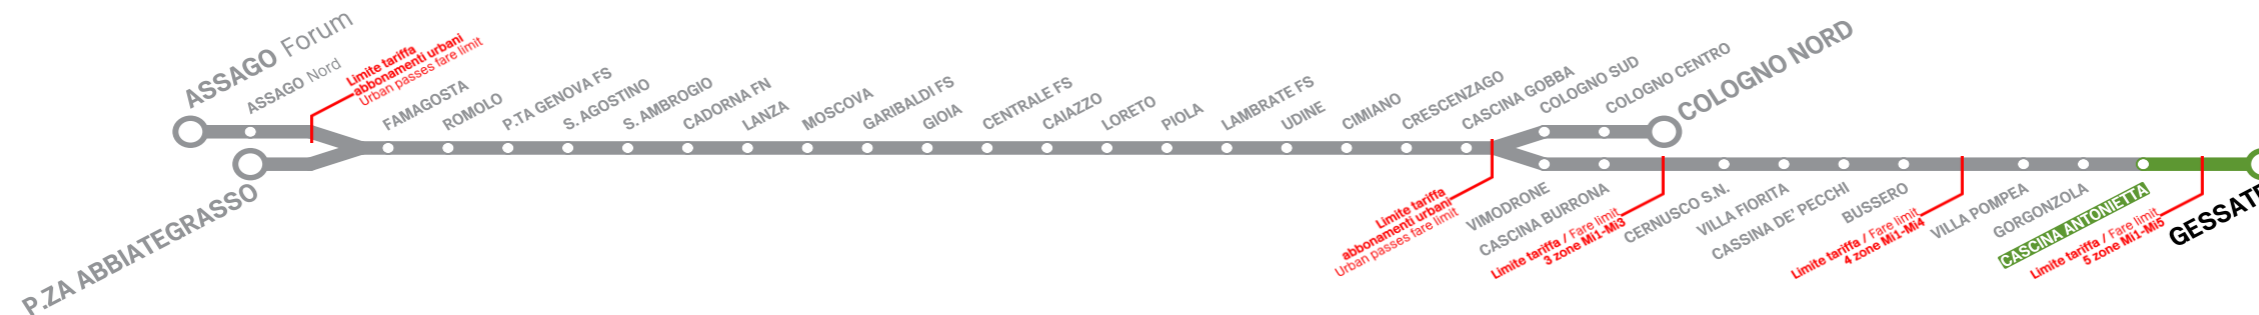 ASSAGO Forum
ASSAGO Nord
Limite tariffa
abbonamenti urbani
Urban passes fare limit
P.ZA ABBIATEGRASSO
FAMAGOSTA
ROMOLO
P.TA GENOVA FS
S. AGOSTINO
S. AMBROGIO
CADORNA FN
LANZA
MOSCOVA
GARIBALDI FS
GIOIA
CENTRALE FS
CAIAZZO
LORETO
PIOLA
LAMBRATE FS
UDINE
CIMIANO
CRESCENZAGO
CASCINA GOBBA
COLOGNO SUD
COLOGNO CENTRO
COLOGNO NORD
Limite tariffa
abbonamenti urbani
Urban passes fare limit
VIMODRONE
CASCINA BURRONA
Limite tariffa / Fare limit
3 zone Mi1-Mi3
CERNUSCO S.N.
VILLA FIORITA
CASSINA DE' PECCHI
BUSSERO
Limite tariffa / Fare limit
4 zone Mi1-Mi4
VILLA POMPEA
GORGONZOLA
CASCINA ANTONIETTA
Limite tariffa / Fare limit
5 zone Mi1-Mi5
GESSATE